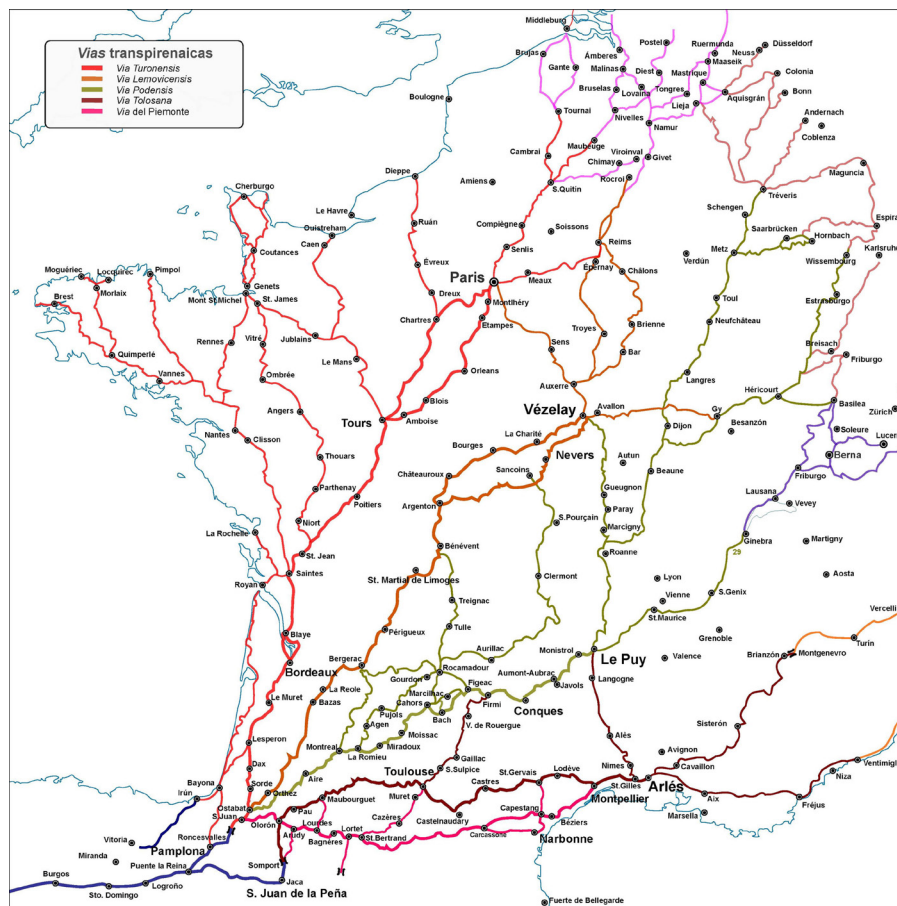 Vias transpirenaicas
Via Turonensis
Via Lemovicensis
Via Podensis
Via Tolosana
Via del Piemonte
Middleburg
Brujas
Gante
Ámberes
Malinas
Postel
Diest
Bruselas
Lovaina
Tongres
Ruermunda
Maaseik
Mastrique
Lieja
Neuss
Düsseldorf
Colonia
Bonn
Aquisgrán
Andernach
Coblenza
Boulogne
Tournai
Nivelles
Namur
Maubeuge
Cambrai
Viroinval
Chimay
Givet
Rocroi
S.Quitin
Dieppe
Amiens
Maguncia
Tréveris
Schengen
Cherburgo
Le Havre
Ouistreham
Caen
Ruán
Compiègne
Soissons
Senlis
Reims
Espira
Saarbrücken
Hornbach
Metz
Verdún
Karlsruhe
Wissembourg
Coutances
Évreux
Épernay
Châlons
Meaux
Paris
Moguériec
Locquirec
Pimpol
Morlaix
Brest
Genets
Mont St.Michel
St. James
Dreux
Montlhéry
Etampes
Chartres
Toul
Estrasburgo
Neufchâteau
Brienne
Troyes
Bar
Sens
Rennes
Vitré
Jublains
Le Mans
Quimperlé
Vannes
Ombrée
Orleans
Auxerre
Langres
Breisach
Friburgo
Héricourt
Basilea
Zürich
Blois
Amboise
Tours
Vézelay
Avallon
Gy
Besanzón
Dijon
Soleure
Lucerna
Berna
Friburgo
Angers
Nantes
Clisson
Bourges
La Charité
Nevers
Autun
Beaune
Thouars
Parthenay
Poitiers
Châteauroux
Sancoins
Argenton
Gueugnon
Paray
Marcigny
Lausana
Vevey
Niort
La Rochelle
St. Jean
S.Pourçain
Roanne
Ginebra
29
Martigny
Bénévent
Saintes
Royan
St. Martial de Limoges
Clermont
Lyon
Vienne
S.Genix
Aosta
Treignac
Tulle
St.Maurice
Grenoble
Vercelli
Turín
Blaye
Périgueux
Bergerac
Bordeaux
Aurillac
Monistrol
Le Puy
Valence
Brianzón
Montgenevro
Rocamadour
Gourdon
Figeac
Marcilhac
Cahors
Aumont-Aubrac
Javols
Langogne
La Reole
Bazas
Le Muret
Firmi
Conques
Pujols
Agen
Bach
V. de Rouergue
Moissac
Miradoux
La Romieu
Montreal
Sisterón
Lesperon
Dax
Sorde
Orthez
Aire
Gaillac
S.Sulpice
Toulouse
Alés
Nimes
Avignon
Cavaillon
Lodève
St.Gervais
St.Gilles
Arlés
Ventimiglia
Niza
Fréjus
Aix
Marsella
Bayona
Irún
Ostabat
S.Juan
Olorón
Pau
Maubourguet
Muret
Castres
Castelnaudary
Montpellier
Capestang
Béziers
Narbonne
Carcassone
Cazères
Lourdes
Arudy
Bagnères
Lortet
St.Bertrand
Vitoria
Miranda
Roncesvalles
Pamplona
Puente la Reina
Somport
Jaca
S. Juan de la Peña
Burgos
Sto. Domingo
Logroño
Fuerte de Bellegarde